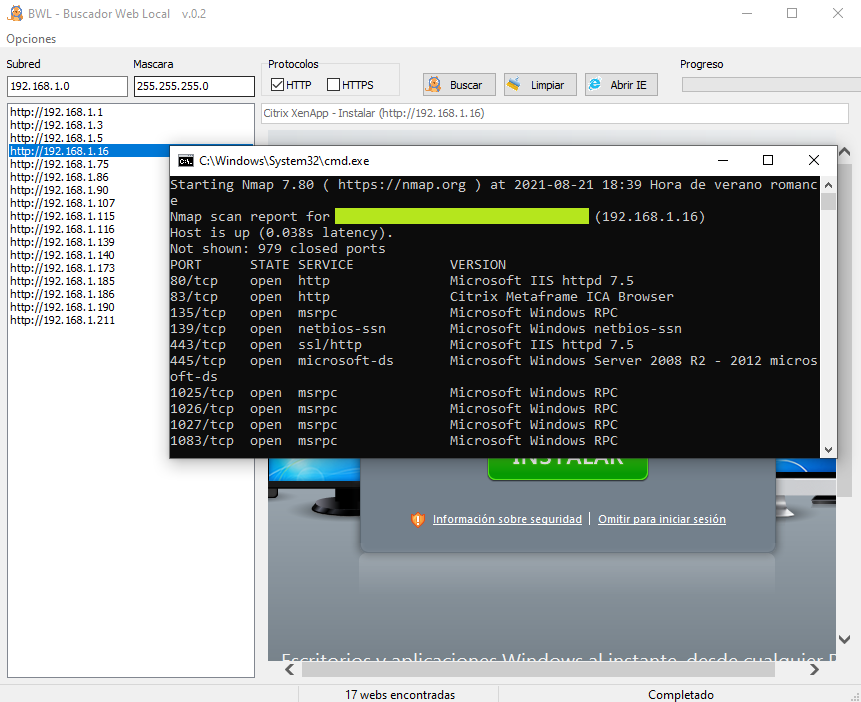 BWL - Buscador Web Local v.0.2
Opciones
Subred
Mascara
Protocolos
Progreso
192.168.1.0
255.255.255.0
HTTP
HTTPS
Buscar
Limpiar
Abrir IE
http://192.168.1.1
http://192.168.1.3
http://192.168.1.5
http://192.168.1.16
http://192.168.1.75
http://192.168.1.86
http://192.168.1.90
http://192.168.1.107
http://192.168.1.115
http://192.168.1.116
http://192.168.1.139
http://192.168.1.140
http://192.168.1.173
http://192.168.1.185
http://192.168.1.186
http://192.168.1.190
http://192.168.1.211
Citrix XenApp - Instalar (http://192.168.1.16)
C:\Windows\System32\cmd.exe
Starting Nmap 7.80 ( https://nmap.org ) at 2021-08-21 18:39 Hora de verano romanc
e
Nmap scan report for (192.168.1.16)
Host is up (0.038s latency).
Not shown: 979 closed ports
PORT STATE SERVICE VERSION
80/tcp open http Microsoft IIS httpd 7.5
83/tcp open http Citrix Metaframe ICA Browser
135/tcp open msrpc Microsoft Windows RPC
139/tcp open netbios-ssn Microsoft Windows netbios-ssn
443/tcp open ssl/http Microsoft IIS httpd 7.5
445/tcp open microsoft-ds Microsoft Windows Server 2008 R2 - 2012 micros
oft-ds
1025/tcp open msrpc Microsoft Windows RPC
1026/tcp open msrpc Microsoft Windows RPC
1027/tcp open msrpc Microsoft Windows RPC
1083/tcp open msrpc Microsoft Windows RPC
INSTALAR
Información sobre seguridad | Omitir para iniciar sesión
Escritorios y aplicaciones Windows al instante, desde cualquier
17 webs encontradas
Completado